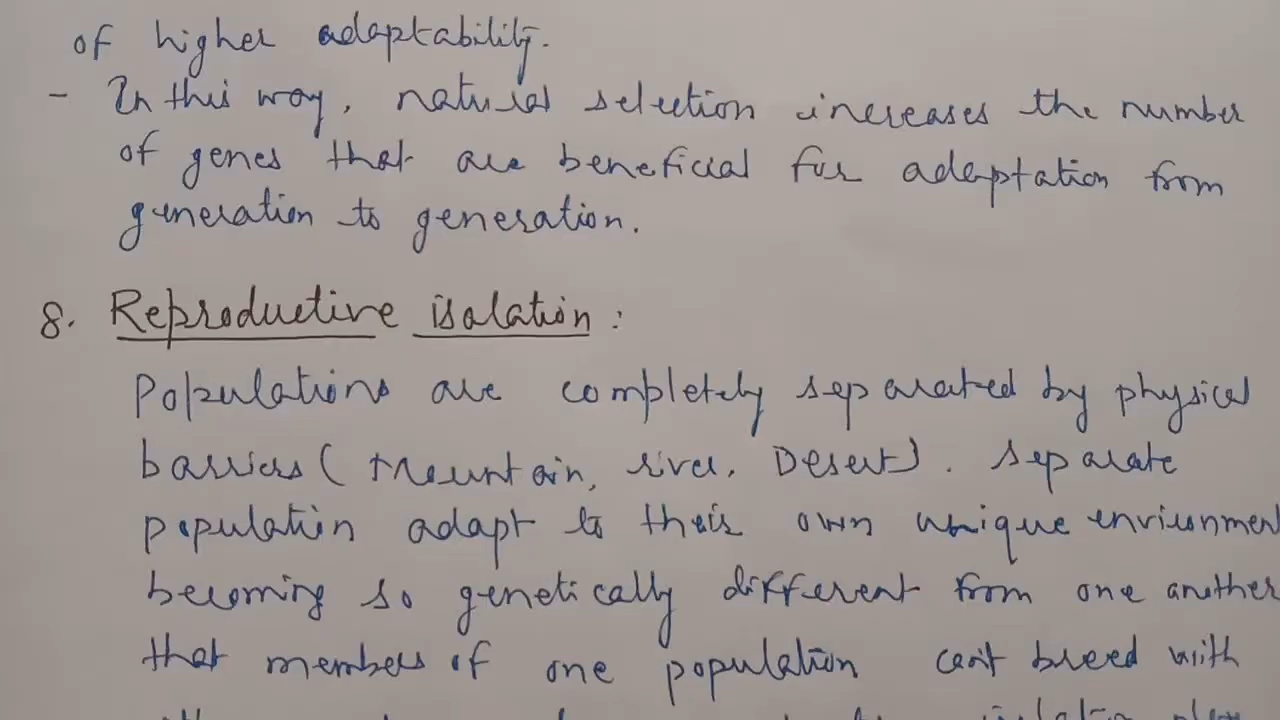 of higher adaptability.
- In this way, natural selection increases the number
of genes that are beneficial for adaptation from
generation to generation.
8. Reproductive isolation :
Populations are completely separated by physical
barriers ( Mountain, river, Desert) . separate
population adapt to their own unique environment
becoming so genetically different from one another
that members of one population can't breed with